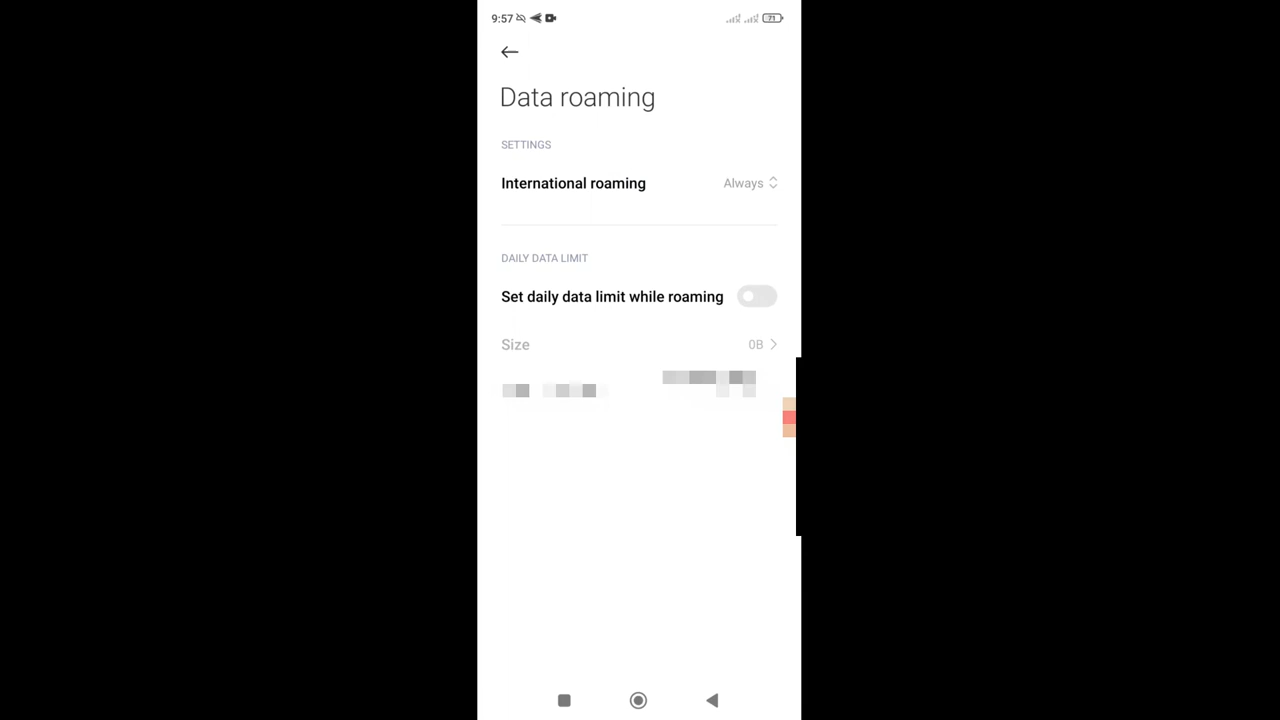 9:57
71
Data roaming
SETTINGS
International roaming Always
DAILY DATA LIMIT
Set daily data limit while roaming
Size 0B